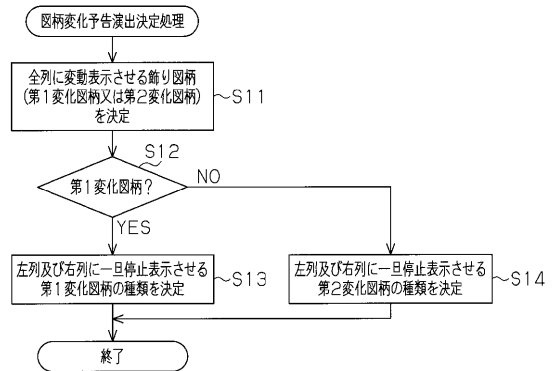 図柄変化予告演出決定処理
全列に変動表示させる飾り図柄
(第1変化図柄又は第2変化図柄)
を決定
S11
S12
第1変化図柄?
NO
YES
左列及び右列に一旦停止表示させる
第1変化図柄の種類を決定
S13
左列及び右列に一旦停止表示させる
第2変化図柄の種類を決定
S14
終了